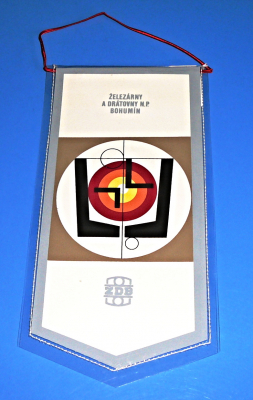 ŽELEZÁRNY
A DRÁTOVNY N.P.
BOHUMÍN
ŽDB